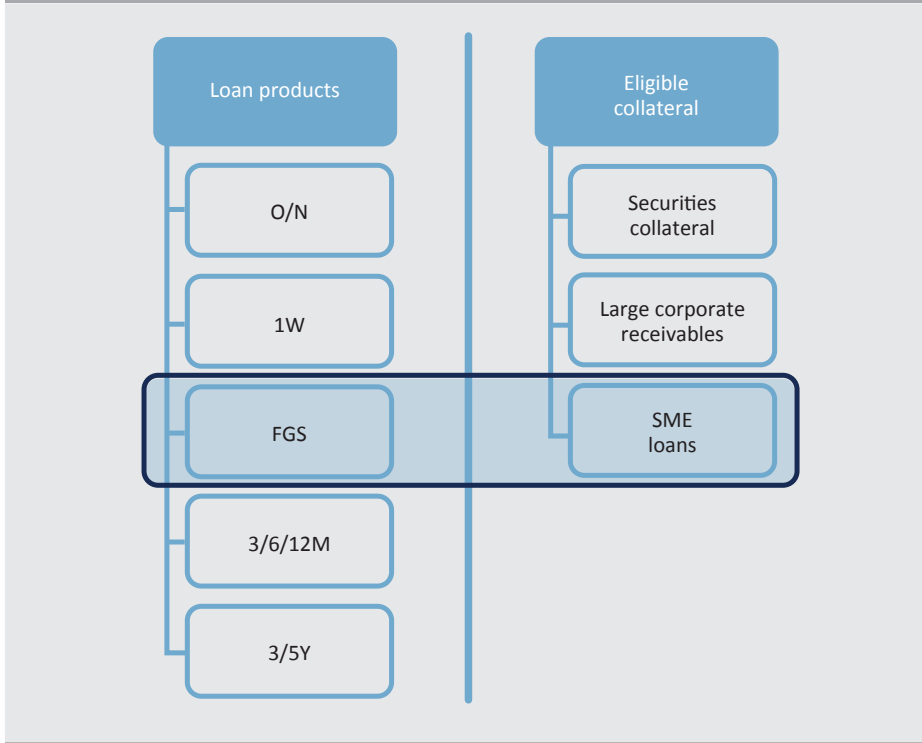 Loan products
O/N
1W
FGS
3/6/12M
3/5Y
Eligible
collateral
Securities
collateral
Large corporate
receivables
SME
loans